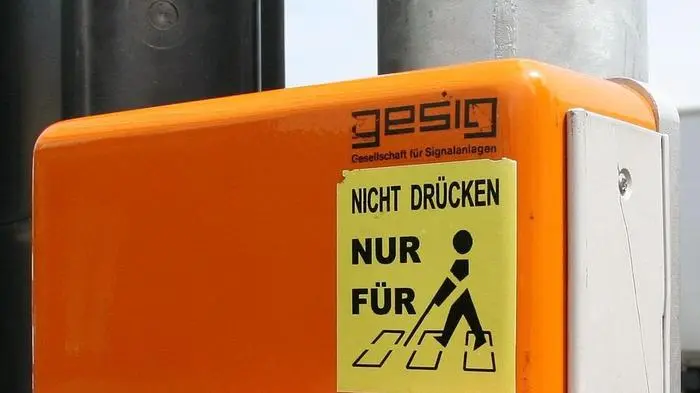 gesig
Gesellschaft für Signalanlagen
NICHT DRÜCKEN
NUR
FÜR